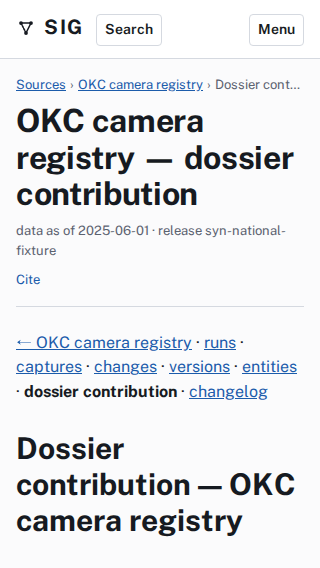 SIG
Search
Menu
Sources › OKC camera registry › Dossier cont...
OKC camera
registry — dossier
contribution
data as of 2025-06-01 · release syn-national-
fixture
Cite
← OKC camera registry · runs ·
captures · changes · versions · entities
· dossier contribution · changelog
Dossier
contribution — OKC
camera registry